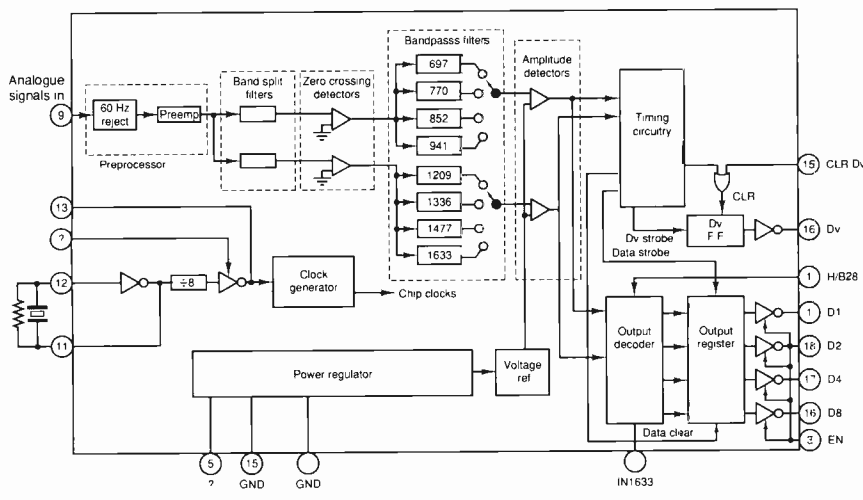 Bandpasss filters
Analogue
signals in
9
60 Hz
reject
Preemp
Preprocessor
Band split
filters
Zero crossing
detectors
697
770
852
941
1209
1336
1477
1633
Amplitude
detectors
Timing
circuitry
15
CLR Dv
CLR
Dv
F F
16
Dv
Dv strobe
Data strobe
13
?
12
11
÷8
Clock
generator
Chip clocks
1
H/B28
Output
decoder
Output
register
1
D1
18
D2
17
D4
16
D8
3
EN
Data clear
Power regulator
Voltage
ref
5
?
15
GND
GND
IN1633